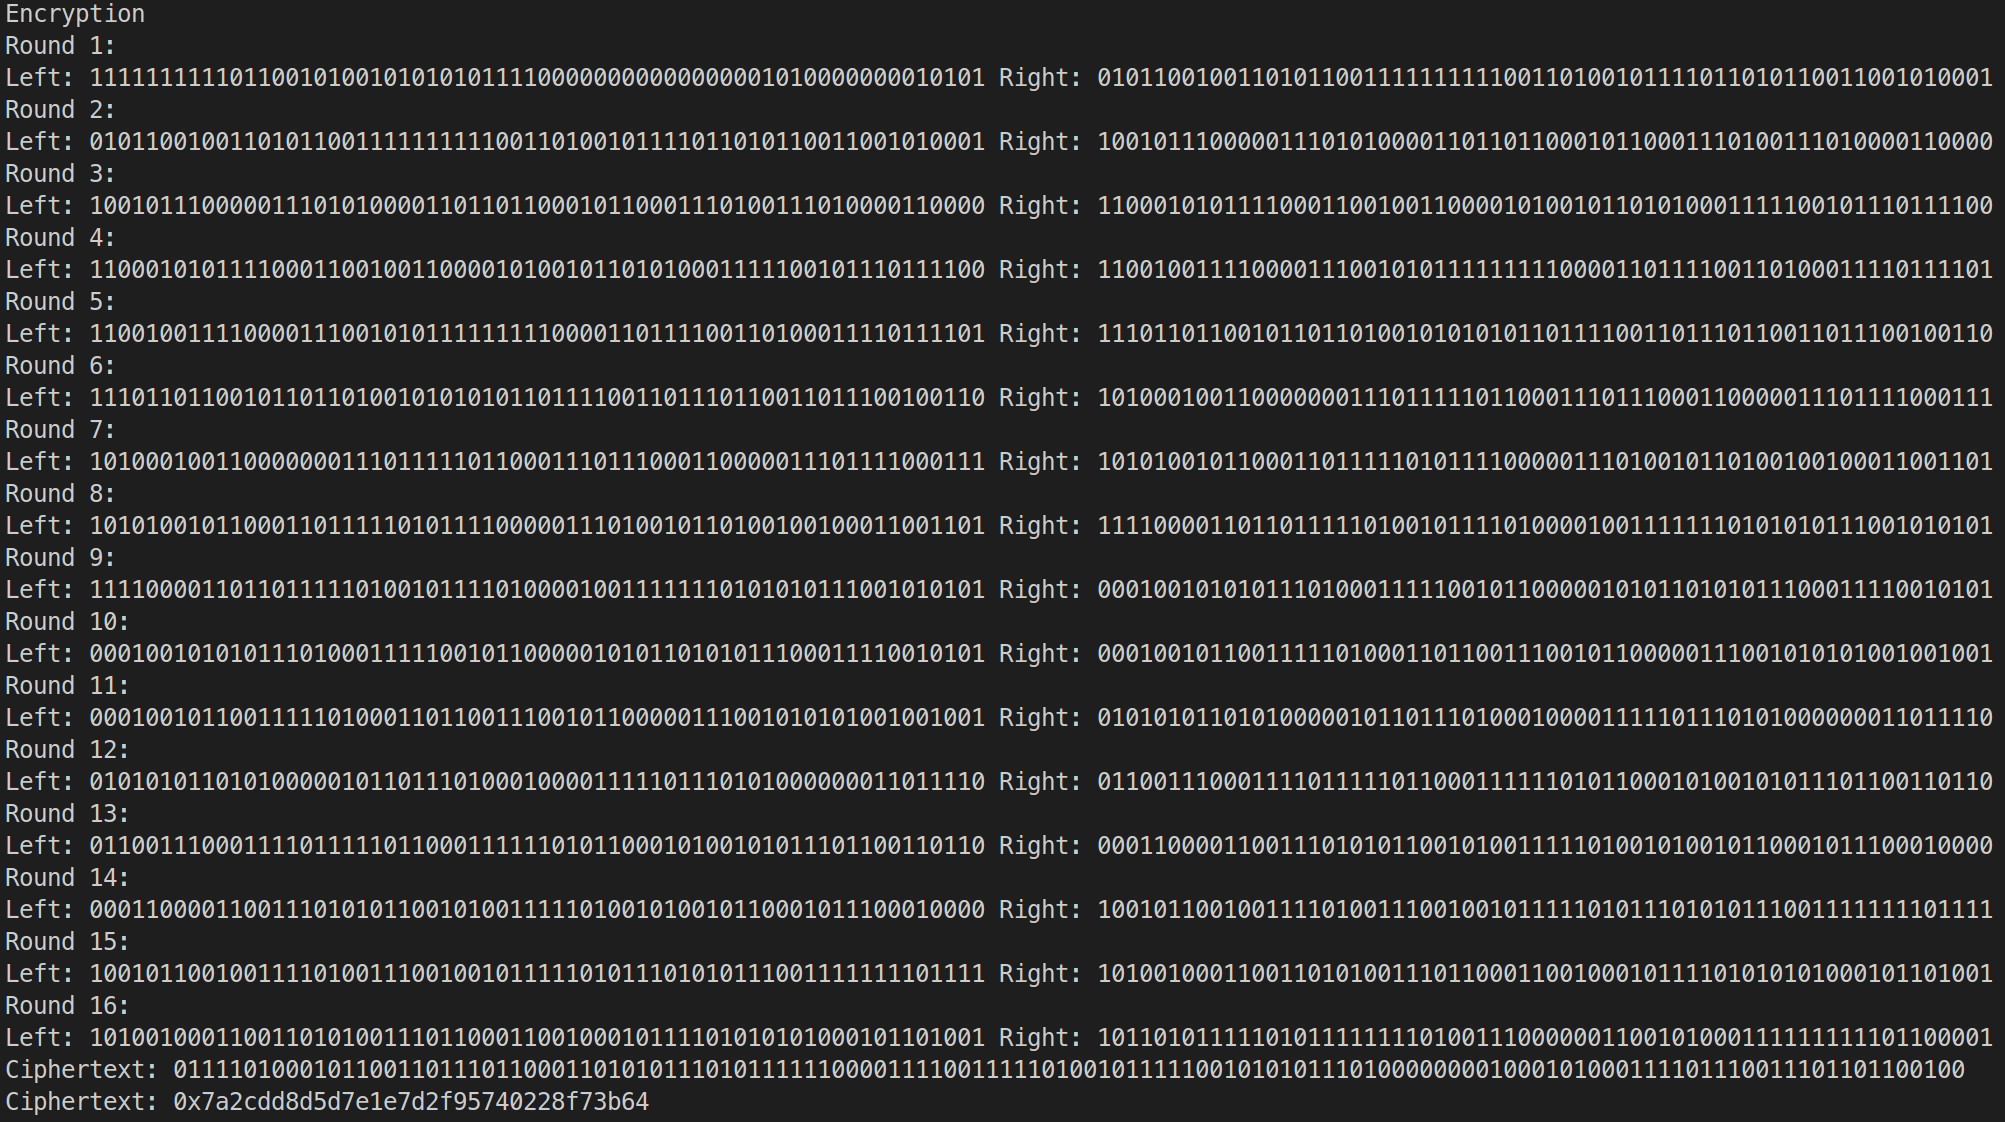 Encryption
Round 1:
Left: 1111111111011001010010101010111100000000000000001010000000010101 Right: 0101100100110101100111111111100110100101111011010110011001010001
Round 2:
Left: 0101100100110101100111111111100110100101111011010110011001010001 Right: 1001011100000111010100001101101100010110001110100111010000110000
Round 3:
Left: 1001011100000111010100001101101100010110001110100111010000110000 Right: 1100010101111000110010011000010100101101010001111100101110111100
Round 4:
Left: 1100010101111000110010011000010100101101010001111100101110111100 Right: 1100100111100001110010101111111110000110111100110100011110111101
Round 5:
Left: 1100100111100001110010101111111110000110111100110100011110111101 Right: 1110110110010110110100101010101101111001101110110011011100100110
Round 6:
Left: 1110110110010110110100101010101101111001101110110011011100100110 Right: 1010001001100000001110111110110001110111000110000011101111000111
Round 7:
Left: 1010001001100000001110111110110001110111000110000011101111000111 Right: 1010100101100011011111010111100000111010010110100100100011001101
Round 8:
Left: 1010100101100011011111010111100000111010010110100100100011001101 Right: 1111000011011011111010010111101000010011111110101010111001010101
Round 9:
Left: 1111000011011011111010010111101000010011111110101010111001010101 Right: 0001001010101110100011111001011000001010110101011100011110010101
Round 10:
Left: 0001001010101110100011111001011000001010110101011100011110010101 Right: 0001001011001111101000110110011100101100000111001010101001001001
Round 11:
Left: 0001001011001111101000110110011100101100000111001010101001001001 Right: 0101010110101000001011011101000100001111101110101000000011011110
Round 12:
Left: 0101010110101000001011011101000100001111101110101000000011011110 Right: 0110011100011110111110110001111110101100010100101011101100110110
Round 13:
Left: 0110011100011110111110110001111110101100010100101011101100110110 Right: 0001100001100111010101100101001111101001010010110001011100010000
Round 14:
Left: 0001100001100111010101100101001111101001010010110001011100010000 Right: 1001011001001111010011100100101111101011101010111001111111101111
Round 15:
Left: 1001011001001111010011100100101111101011101010111001111111101111 Right: 1010010001100110101001110110001100100010111101010101000101101001
Round 16:
Left: 1010010001100110101001110110001100100010111101010101000101101001 Right: 1011010111110101111111101001110000001100101000111111111101100001
Ciphertext: 01111010001011001101110110001101010111010111111000011110011111010010111110010101011101000000001000101000111101110011101101100100
Ciphertext: 0x7a2cdd8d5d7e1e7d2f95740228f73b64